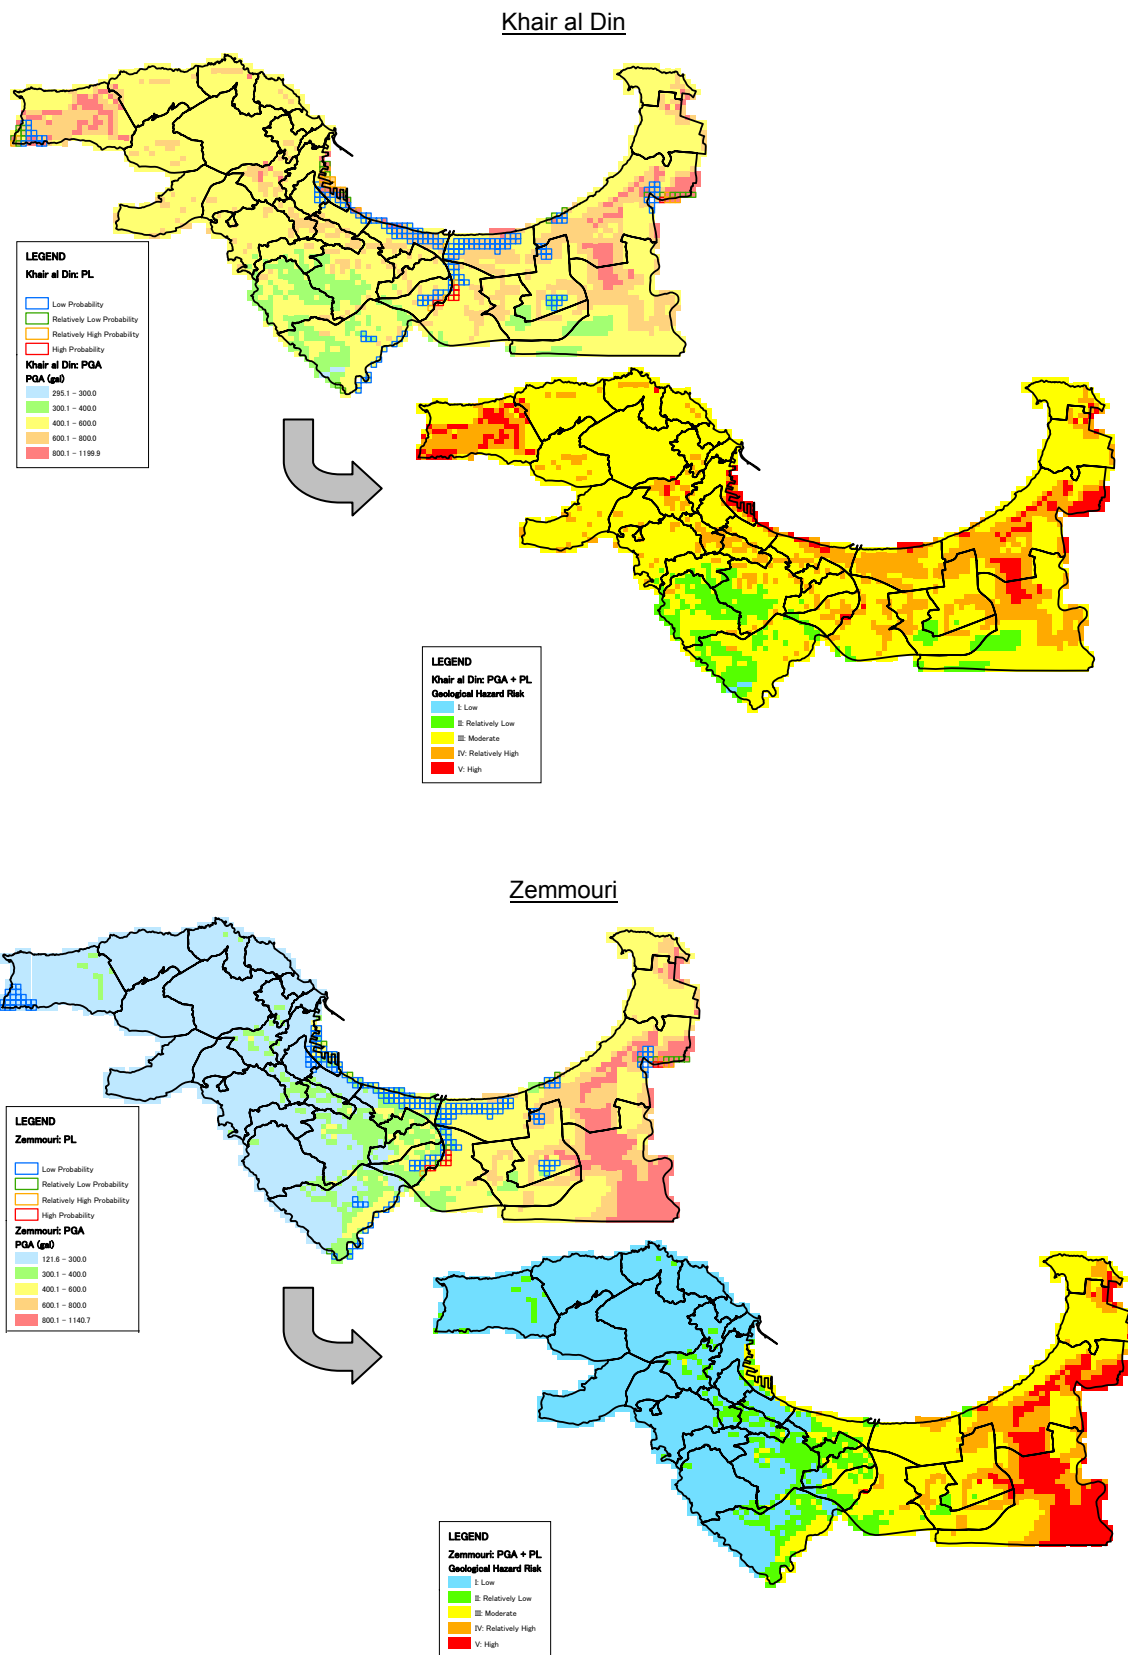 Khair al Din
LEGEND
Khair al Din: PL
Low Probability
Relatively Low Probability
Relatively High Probability
High Probability
Khair al Din: PGA
PGA (gal)
295.1 - 300.0
300.1 - 400.0
400.1 - 600.0
600.1 - 800.0
800.1 - 1199.9
LEGEND
Khair al Din: PGA + PL
Geological Hazard Risk
I: Low
II: Relatively Low
III: Moderate
IV: Relatively High
V: High
Zemmouri
LEGEND
Zemmouri: PL
Low Probability
Relatively Low Probability
Relatively High Probability
High Probability
Zemmouri: PGA
PGA (gal)
121.6 - 300.0
300.1 - 400.0
400.1 - 600.0
600.1 - 800.0
800.1 - 1140.7
LEGEND
Zemmouri: PGA + PL
Geological Hazard Risk
I: Low
II: Relatively Low
III: Moderate
IV: Relatively High
V: High